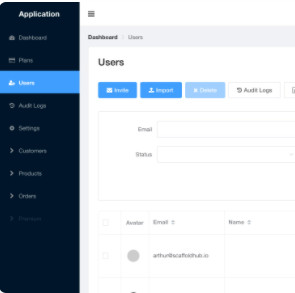 Application
Dashboard
Plans
Users
Audit Logs
Settings
Customers
Products
Orders
Dashboard / Users
Users
Invite
Import
Delete
Audit Logs
Email
Status
Avatar
Email
Name
arthur@scaffoldhub.io